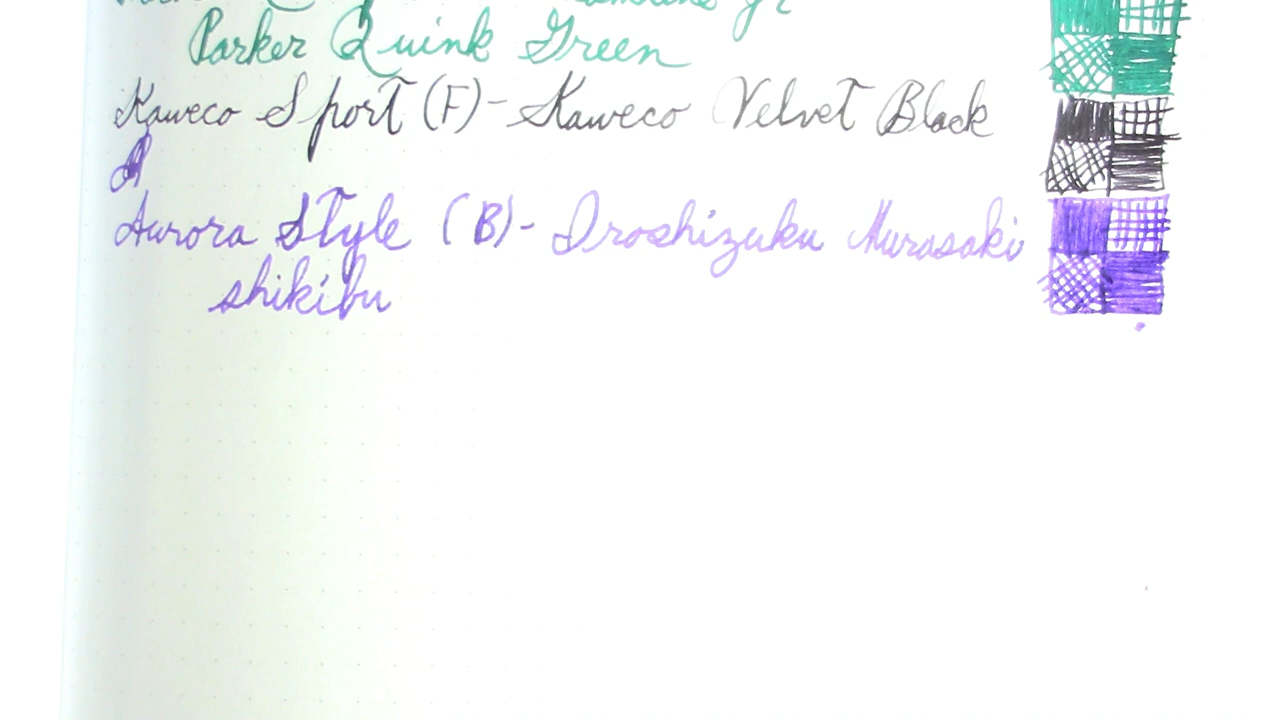 Parker Quink Green
Kaweco Sport (F)- Kaweco Velvet Black
A
Aurora Style (B)- Iroshizuku Murasaki
shikibu